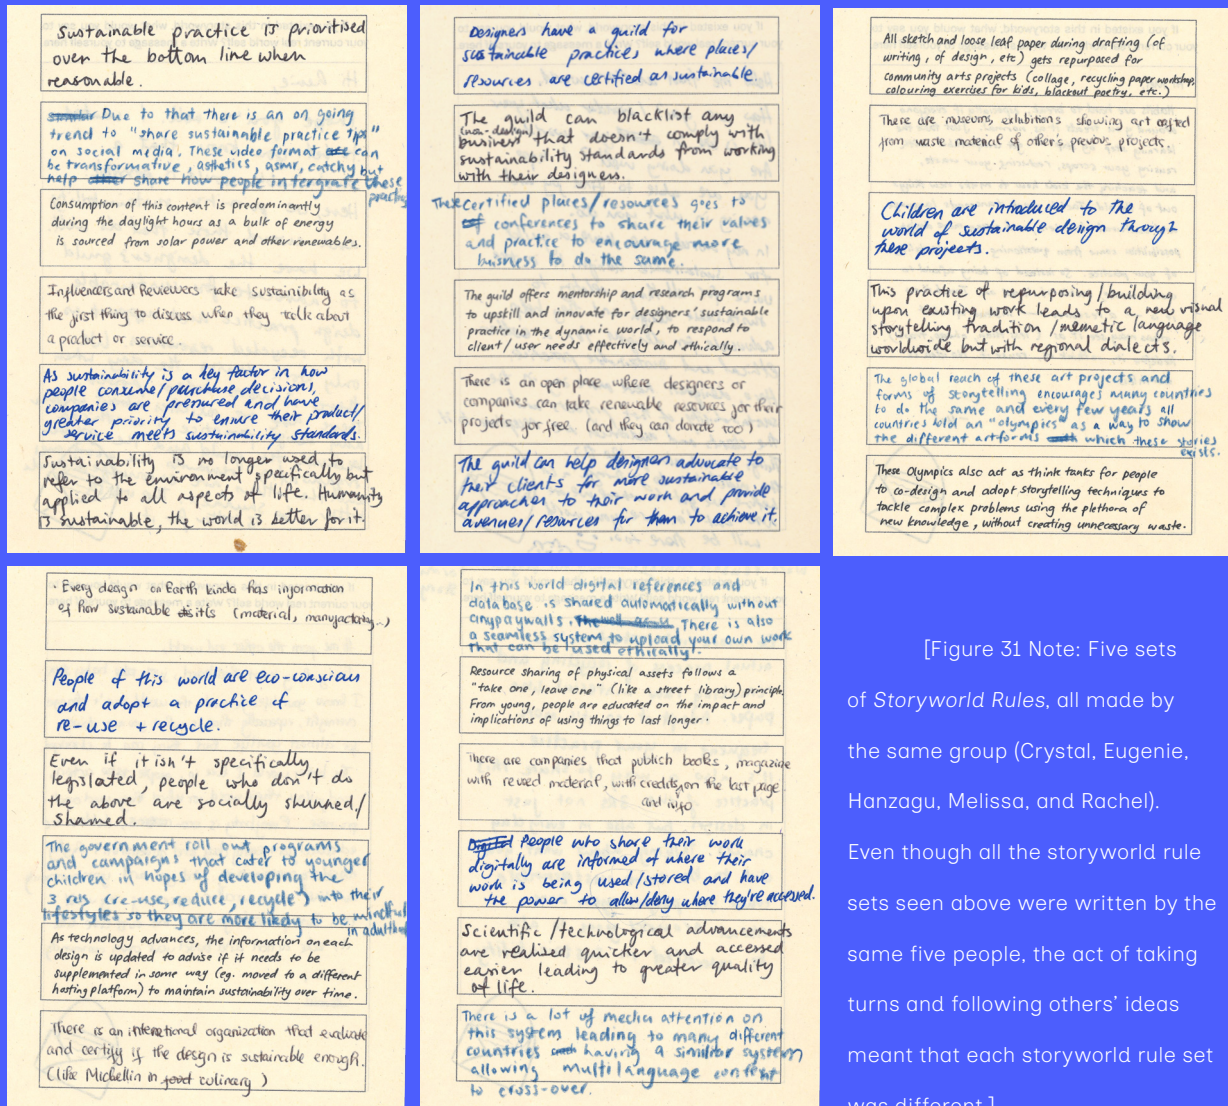 Sustainable practice is prioritised
over the bottom line when
reasonable.
Due to that there is an on going
trend to "share sustainable practice tips"
on social media. These video format can
be transformative, asthetics, asmr, catchy but
help share how people intergrate these
Consumption of this content is predominantly
during the daylight hours as a bulk of energy
is sourced from solar power and other renewables.
Influencers and Reviewers take sustainibility as
the first thing to discuss when they talk about
a product or service.
As sustainability is a key factor in how
people consume/purchase decisions,
companies are pressured and have
greater priority to ensure their product/
service meets sustainability standards.
Sustainability is no longer used to
refer to the environment specifically but
applied to all aspects of life. Humanity
is sustainable, the world is better for it.
Designers have a guild for
sustainable practices where places/
resources are certified as sustainable.
The guild can blacklist any
(non-design)
business that doesn't comply with
sustainability standards from working
with their designers.
These certified places/resources goes to
conferences to share their values
and practice to encourage more
buisness to do the same.
The guild offers mentorship and research programs
to upskill and innovate for designers' sustainable
practice in the dynamic world, to respond to
client/user needs effectively and ethically.
There is an open place where designers or
companies can take renewable resources for their
projects for free (and they can donate too)
The guild can help designers advocate to
their clients for more sustainable
approaches to their work and provide
avenues/resources for them to achieve it.
All sketch and loose leaf paper during drafting (of
writing, of design, etc) gets repurposed for
community arts projects (collage, recycling paper workshop,
colouring exercises for kids, blackout poetry, etc.)
There are museums, exhibitions showing art crafted
from waste material of other's previous projects.
Children are introduced to the
world of sustainable design through
these projects.
This practice of repurposing/building
upon existing work leads to a new visual
storytelling tradition/memetic language
worldwide but with regional dialects.
The global reach of these art projects and
forms of storytelling encourages many countries
to do the same and every few years all
countries hold an "olympics" as a way to show
the different artforms which these stories
exists.
These Olympics also act as think tanks for people
to co-design and adopt storytelling techniques to
tackle complex problems using the plethora of
new knowledge, without creating unnecessary waste.
· Every design on Earth kinda has information
of how sustainable it is (material, manufactoring~)
People of this world are eco-conscious
and adopt a practice of
re-use + recycle.
Even if it isn't specifically
legislated, people who don't do
the above are socially shunned/
shamed.
The government roll out programs
and campaigns that cater to younger
children in hopes of developing the
3 r's (re-use, reduce, recycle) into their
lifestyles so they are more likely to be mindful
in adulthood
As technology advances, the information on each
design is updated to advise if it needs to be
supplemented in some way (eg. moved to a different
hosting platform) to maintain sustainability over time.
There is an international organization that evaluate
and certify if the design is sustainable enough.
(like Michellin in culinary)
In this world digital references and
database is shared automatically without
anypaywalls. There is also
a seamless system to upload your own work
that can be used ethically.
Resource sharing of physical assets follows a
"take one, leave one" (like a street library) principle.
From young, people are educated on the impact and
implications of using things to last longer.
There are companies that publish books, magazine
with reused material, with credits on the last page.
and info
People who share their work
digitally are informed of where their
work is being used/stored and have
the power to allow/deny where they're accessed.
Scientific/technological advancements
are realised quicker and accessed
easier leading to greater quality
of life.
There is a lot of media attention on
this system leading to many different
countries having a similar system
allowing multilanguage content
to cross-over.
[Figure 31 Note: Five sets
of Storyworld Rules, all made by
the same group (Crystal, Eugenie,
Hanzagu, Melissa, and Rachel).
Even though all the storyworld rule
sets seen above were written by the
same five people, the act of taking
turns and following others' ideas
meant that each storyworld rule set
was different.]